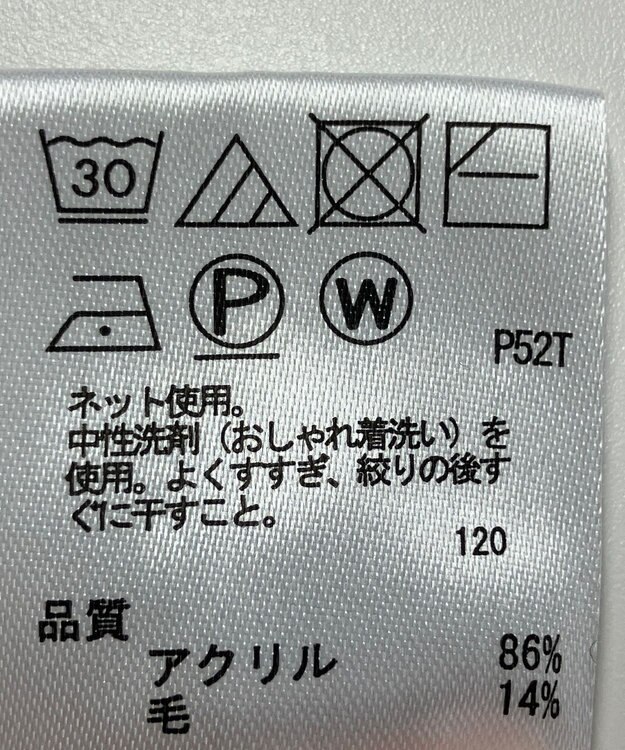 30
P W
P52T
ネット使用。
中性洗剤（おしゃれ着洗い）を
使用。よくすすぎ、絞りの後す
ぐに干すこと。
120
品質
アクリル 86%
毛 14%